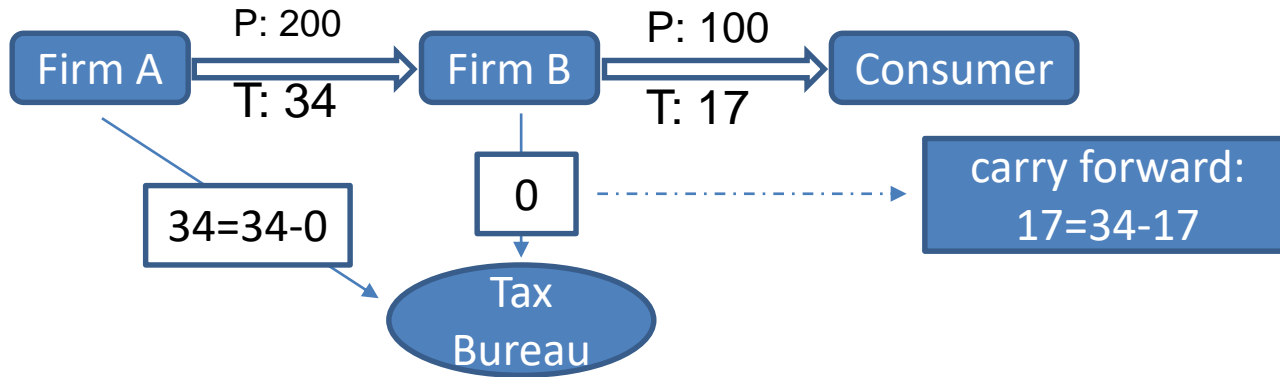 P: 200
P: 100
Firm A
Firm B
Consumer
T: 34
T: 17
carry forward:
17=34-17
34=34-0
0
Tax
Bureau